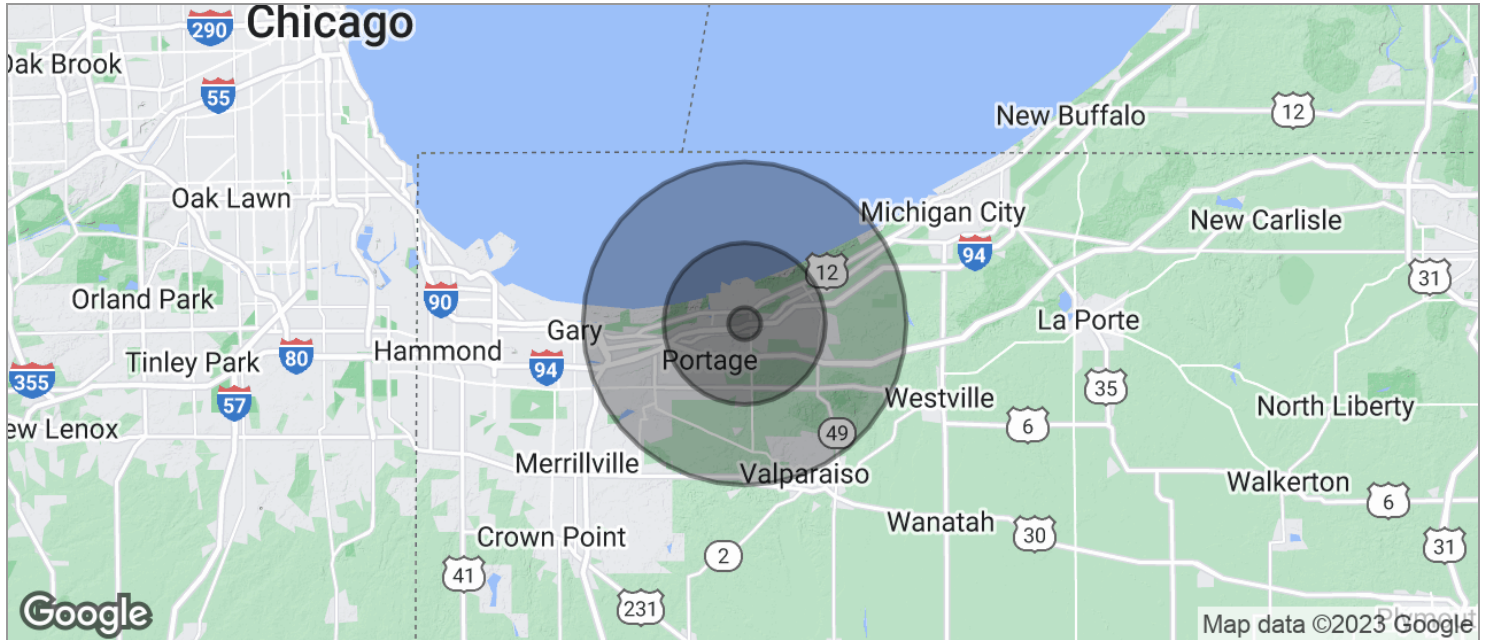 Chicago
290
Oak Brook
55
New Buffalo
12
Oak Lawn
Michigan City
New Carlisle
94
12
31
90
Orland Park
Gary
La Porte
Hammond
80
Tinley Park
94
Portage
355
57
35
Westville
6
North Liberty
ew Lenox
49
Merrillville
Valparaiso
Walkerton
6
Wanatah
30
Crown Point
31
2
41
231
Google
Plymout
Map data ©2023 Google